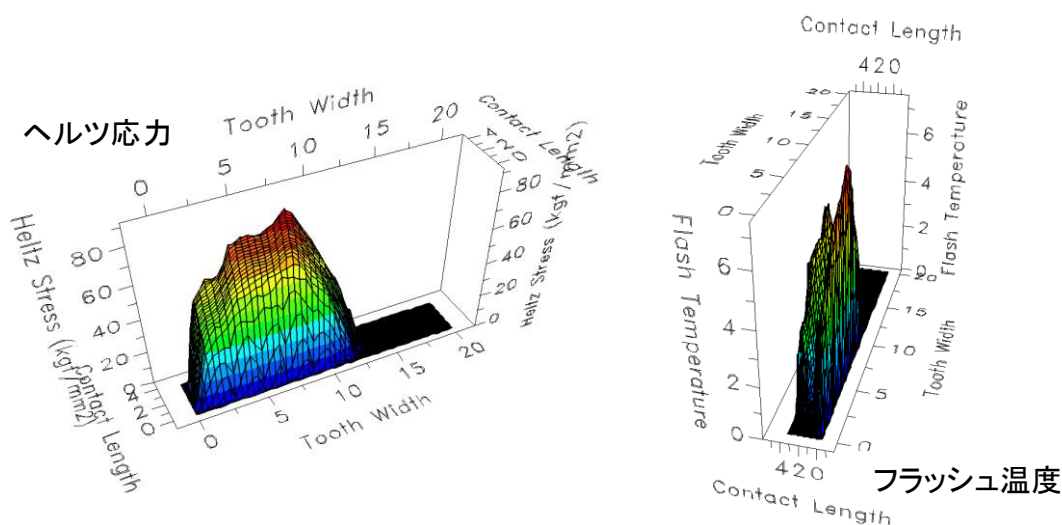 ヘルツ応力
Tooth Width
0 5 10 15 20
Contact Length
4 2 0
Heltz Stress (kgf/mm2)
80
60
40
20
0
80
60
40
20
0
Heltz Stress (kgf/mm2)
Contact Length
4 2 0
0 5 10 15 20
Tooth Width
Contact Length
4 2 0
Tooth Width
20
15
10
5
0
Flash Temperature
6
4
2
0
Flash Temperature
6
4
2
0
20
15
10
5
0
Tooth Width
4 2 0
Contact Length
フラッシュ温度